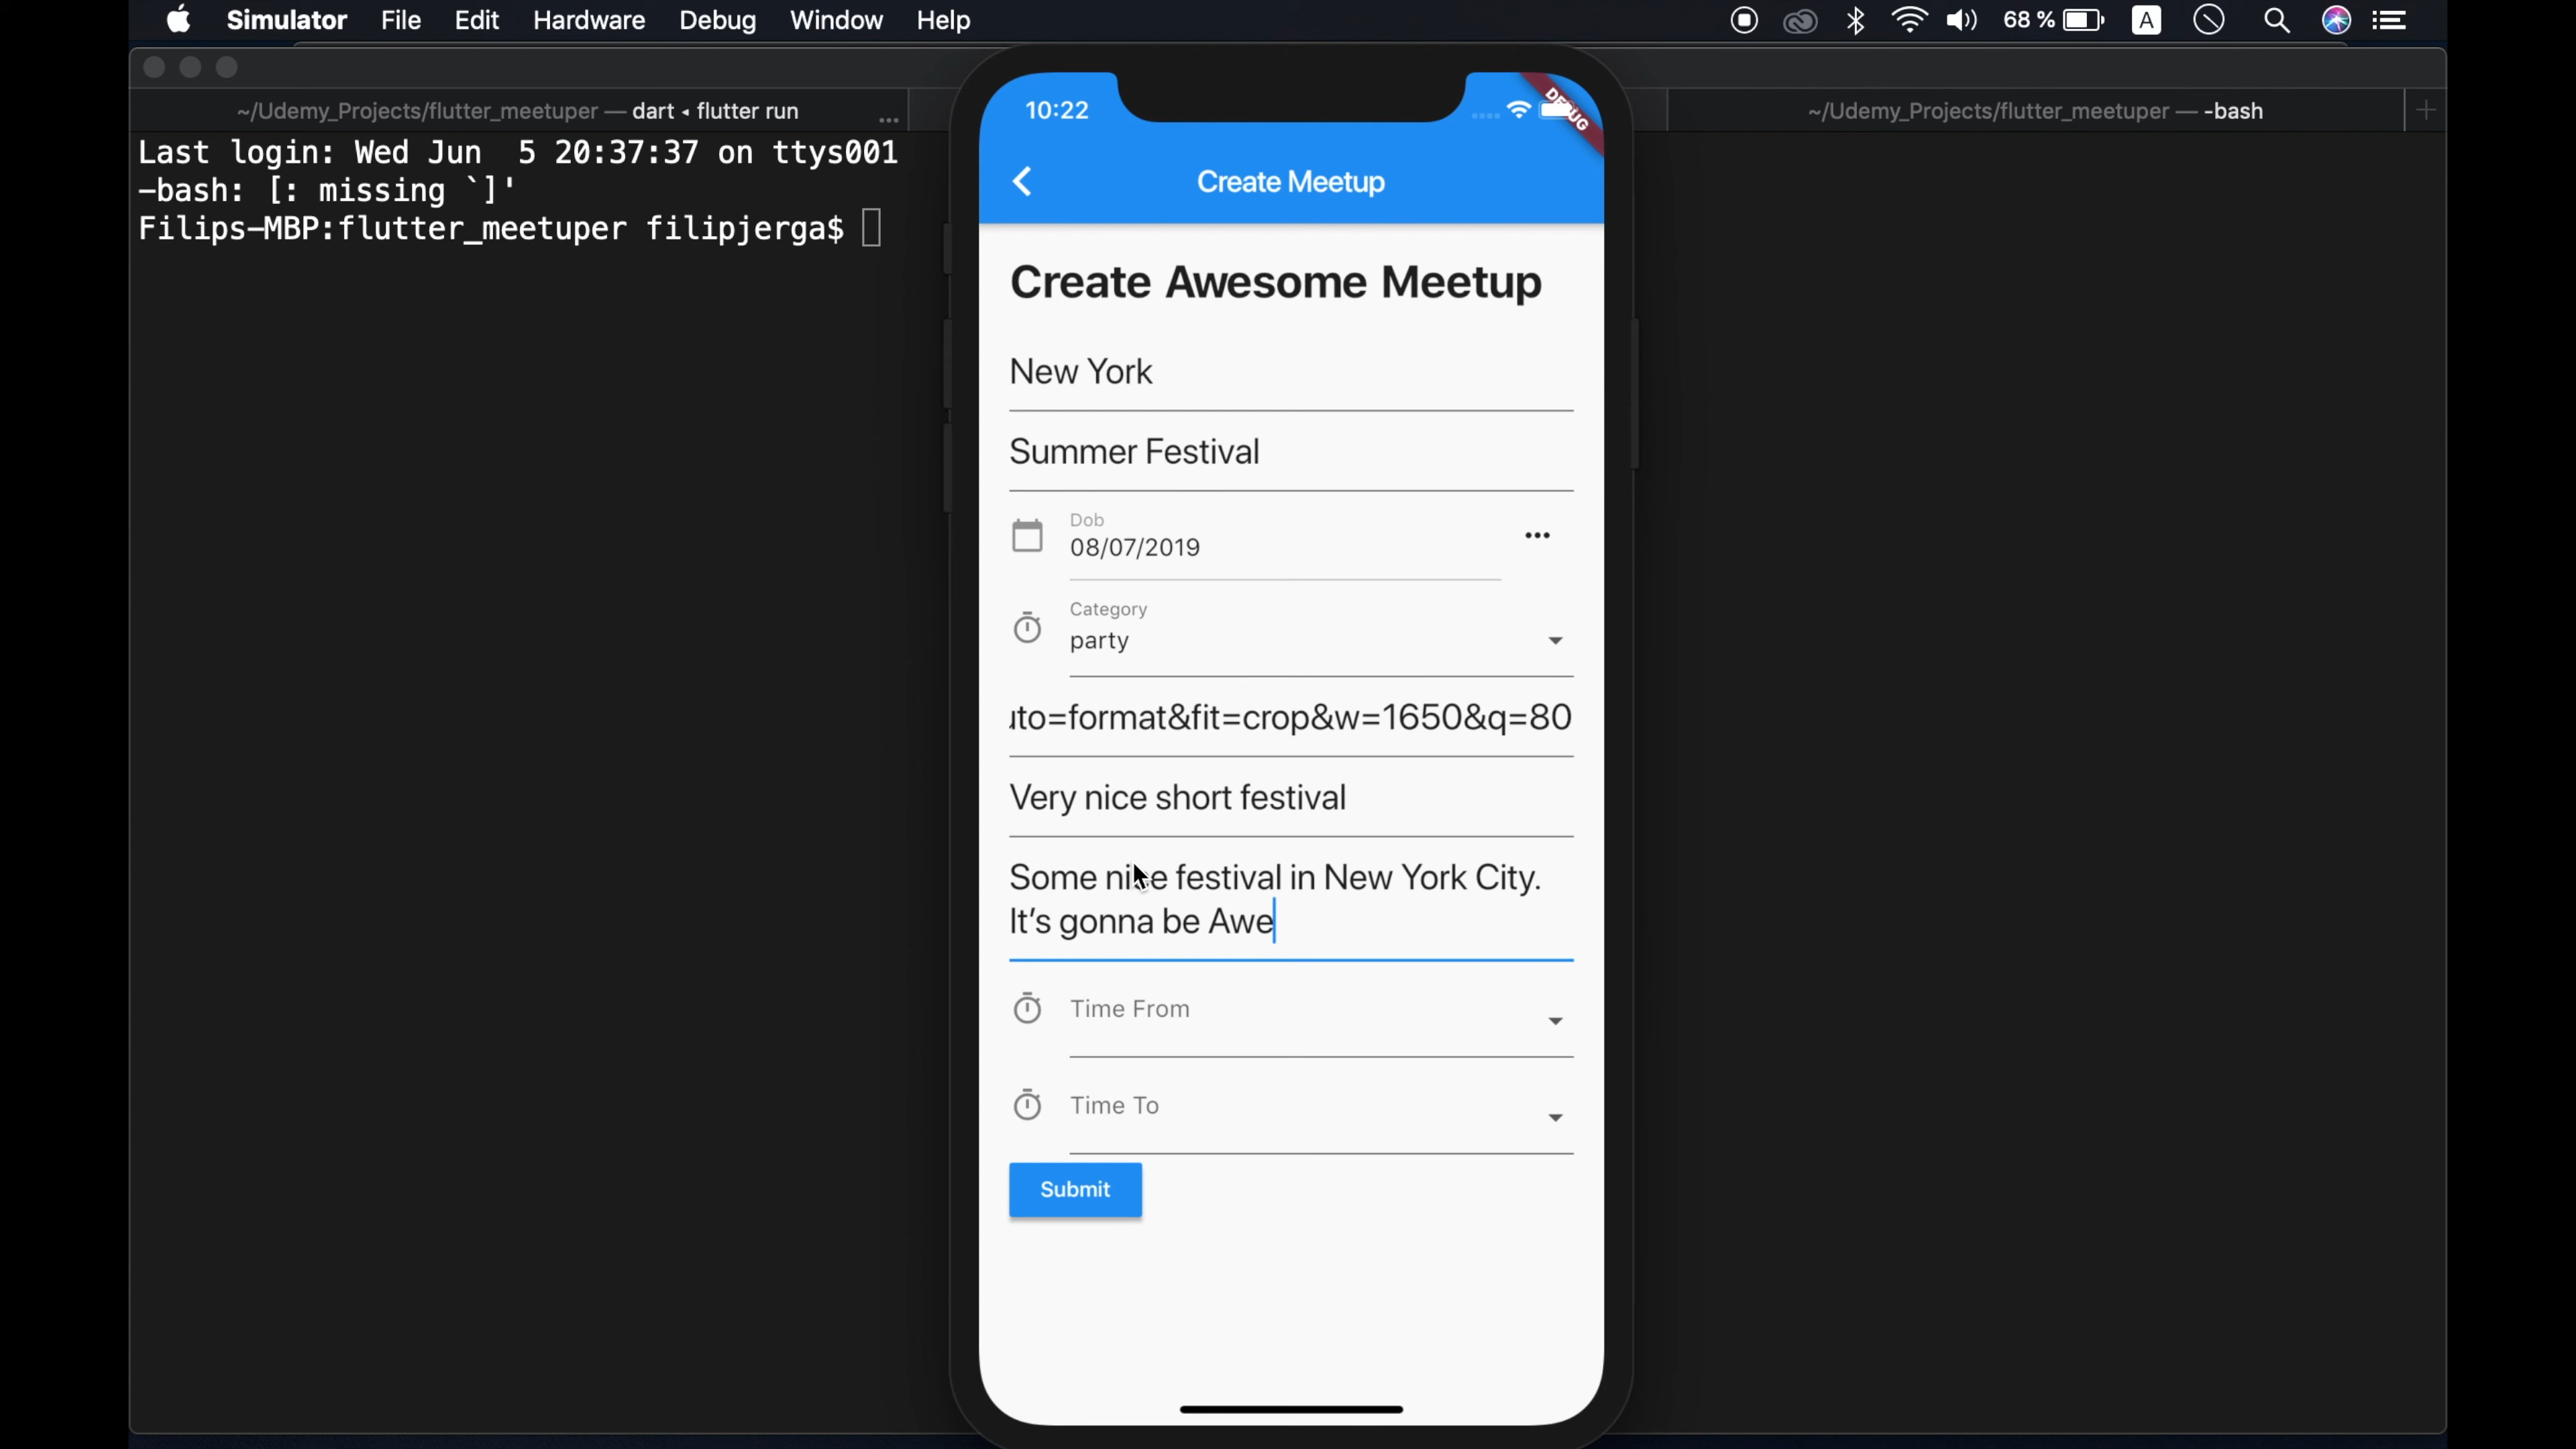 Simulator File Edit Hardware Debug Window Help 68 % A
~/Udemy_Projects/flutter_meetuper — dart ◂ flutter run ...
~/Udemy_Projects/flutter_meetuper — -bash
Last login: Wed Jun  5 20:37:37 on ttys001
-bash: [: missing `]'
Filips-MBP:flutter_meetuper filipjerga$
10:22
DEBUG
Create Meetup
Create Awesome Meetup
New York
Summer Festival
Dob
08/07/2019
Category
party
uto=format&fit=crop&w=1650&q=80
Very nice short festival
Some nice festival in New York City.
It’s gonna be Awe
Time From
Time To
Submit